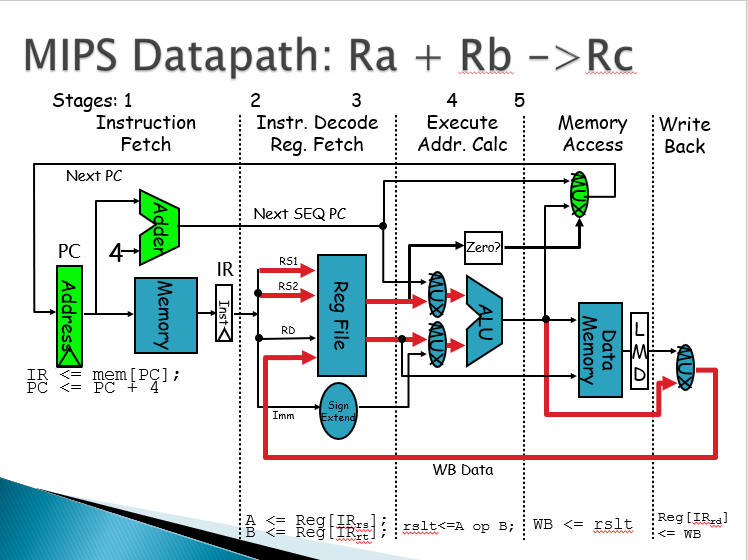 MIPS Datapath: Ra + Rb ->Rc
Stages: 1 2 3 4 5
Instruction Fetch
Instr. Decode Reg. Fetch
Execute Addr. Calc
Memory Access
Write Back
Next PC
Next SEQ PC
PC
Address
4
Adder
Memory
IR
Inst
RS1
RS2
RD
Imm
Reg File
Sign Extend
Zero?
MUX
MUX
ALU
MUX
Data Memory
LMD
MUX
WB Data
IR <= mem[PC];
PC <= PC + 4
A <= Reg[IRrs];
B <= Reg[IRrt];
rslt<=A op B;
WB <= rslt
Reg[IRrd]
<= WB